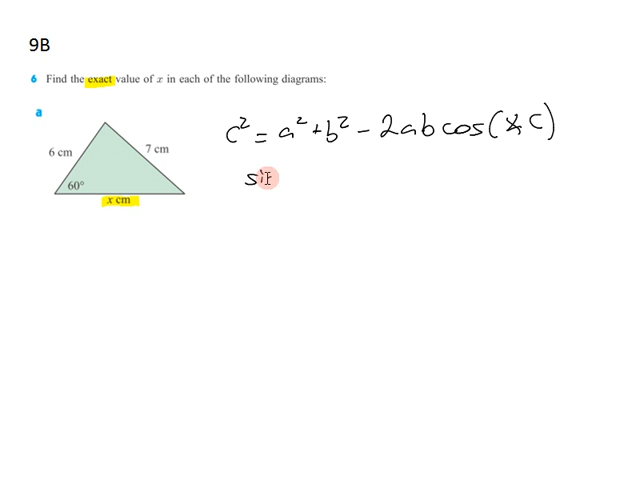 9B
6 Find the exact value of x in each of the following diagrams:
a
c² = a² + b² - 2ab cos(∡C)
6 cm
7 cm
60°
x cm